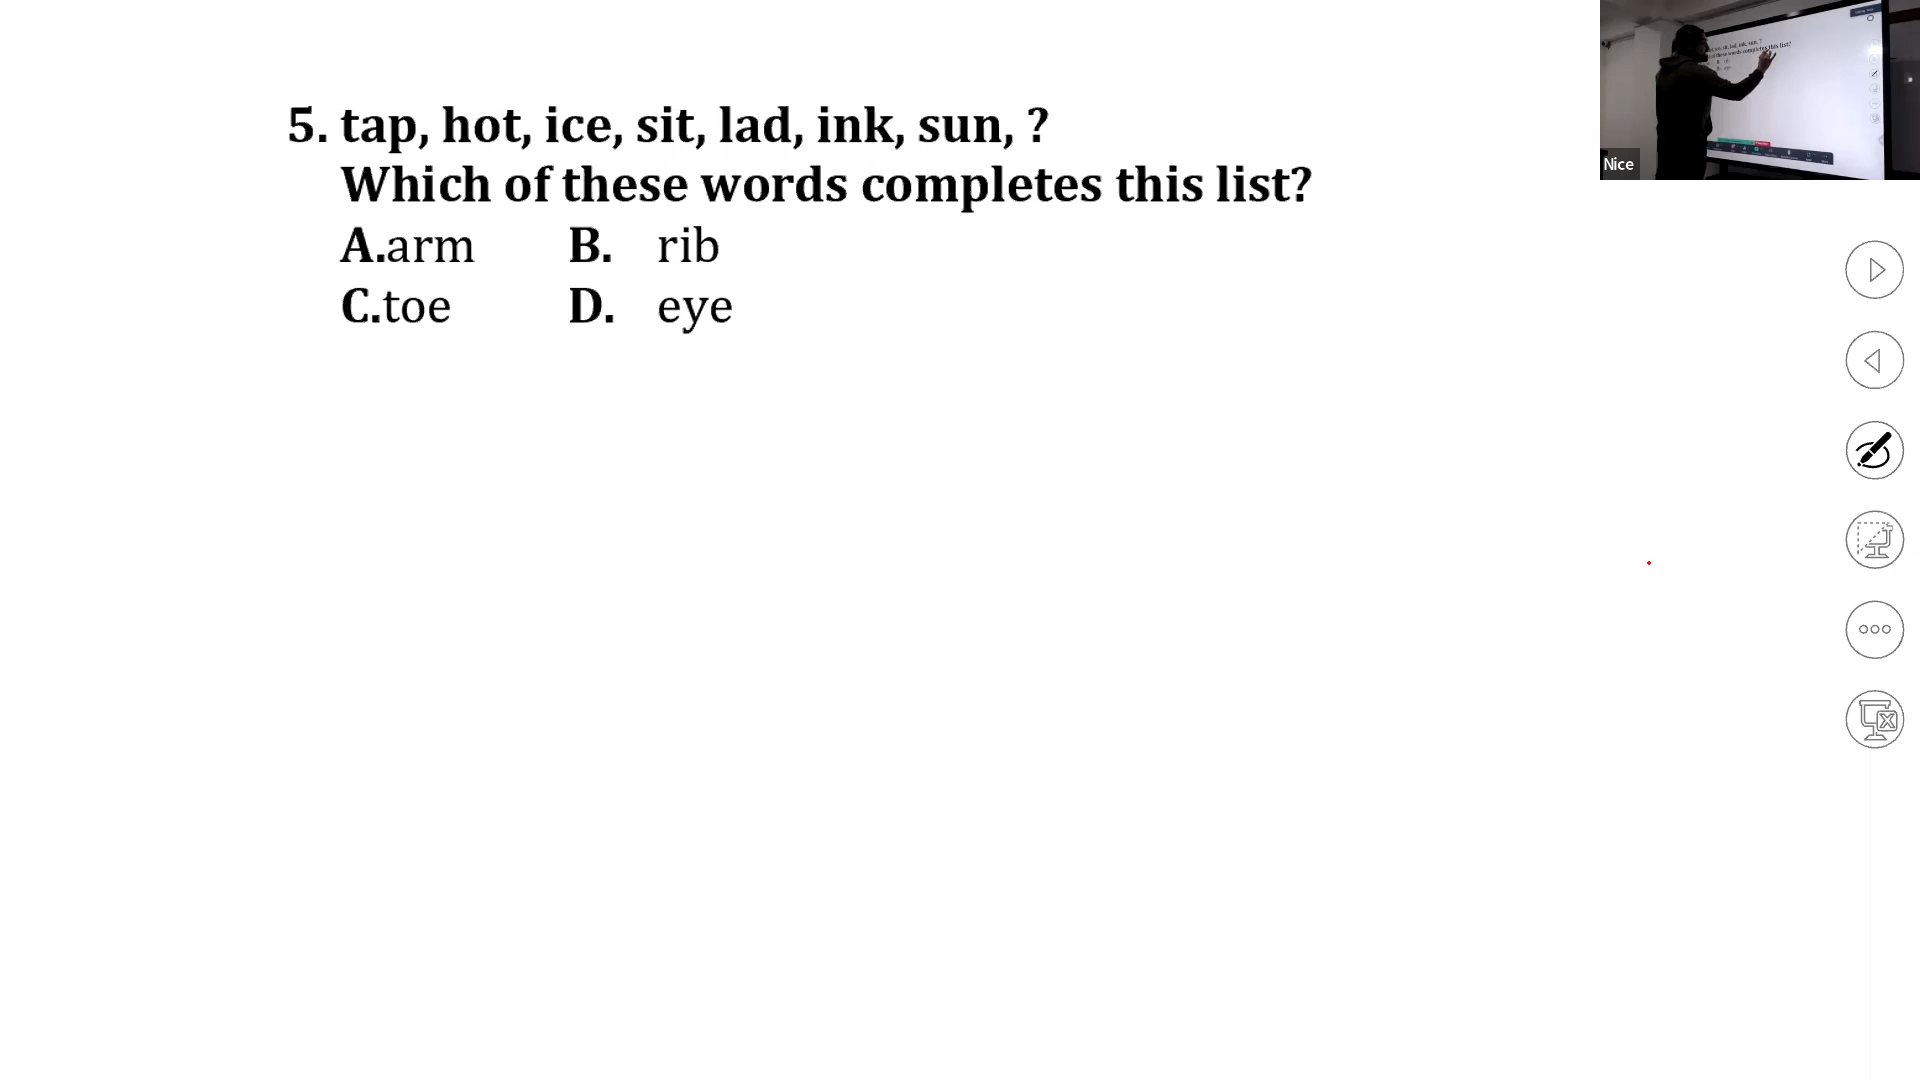 5. tap, hot, ice, sit, lad, ink, sun, ?
Which of these words completes this list?
A.arm B. rib
C.toe D. eye
Nice